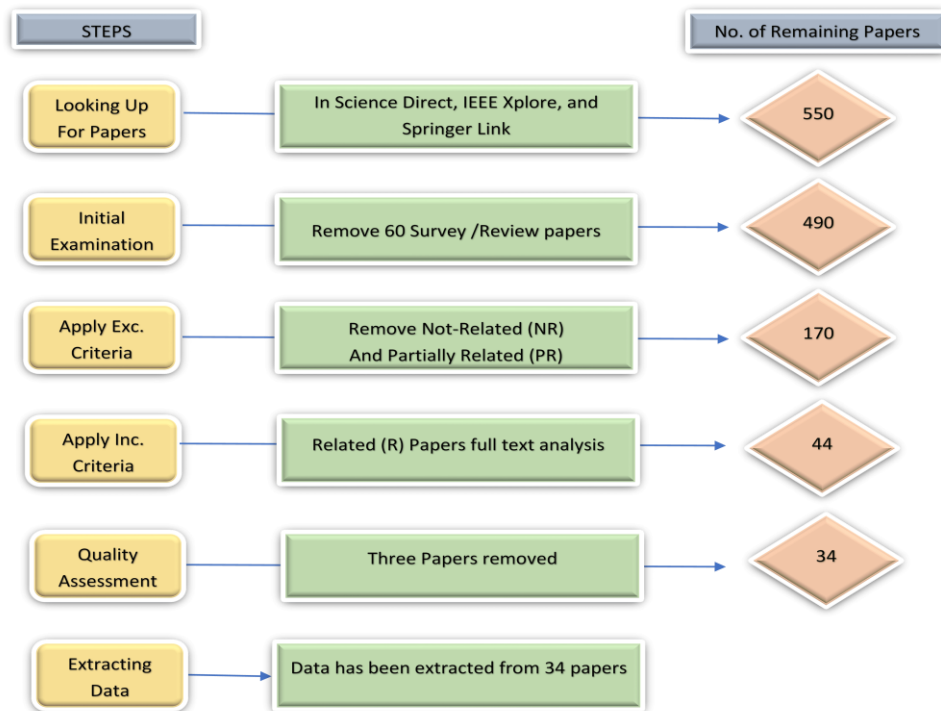 STEPS
No. of Remaining Papers
Looking Up
For Papers
In Science Direct, IEEE Xplore, and
Springer Link
550
Initial
Examination
Remove 60 Survey /Review papers
490
Apply Exc.
Criteria
Remove Not-Related (NR)
And Partially Related (PR)
170
Apply Inc.
Criteria
Related (R) Papers full text analysis
44
Quality
Assessment
Three Papers removed
34
Extracting
Data
Data has been extracted from 34 papers